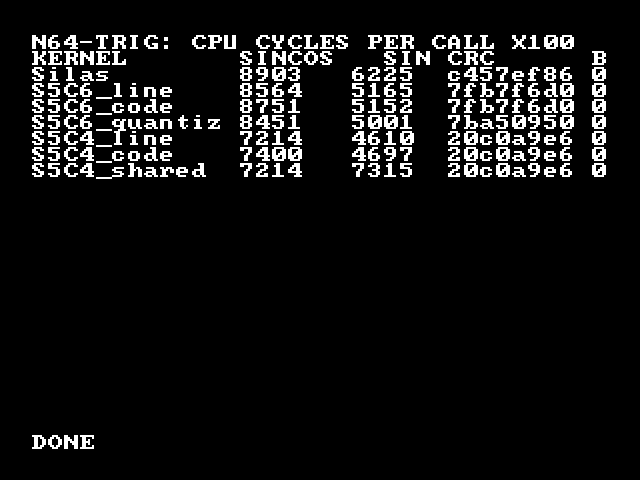 N64-TRIG: CPU CYCLES PER CALL X100
KERNEL SINCOS SIN CRC B
Silas 8903 6225 c457ef86 0
S5C6_line 8564 5165 7fb7f6d0 0
S5C6_code 8751 5152 7fb7f6d0 0
S5C6_quantiz 8451 5001 7ba50950 0
S5C4_line 7214 4610 20c0a9e6 0
S5C4_code 7400 4697 20c0a9e6 0
S5C4_shared 7214 7315 20c0a9e6 0
DONE